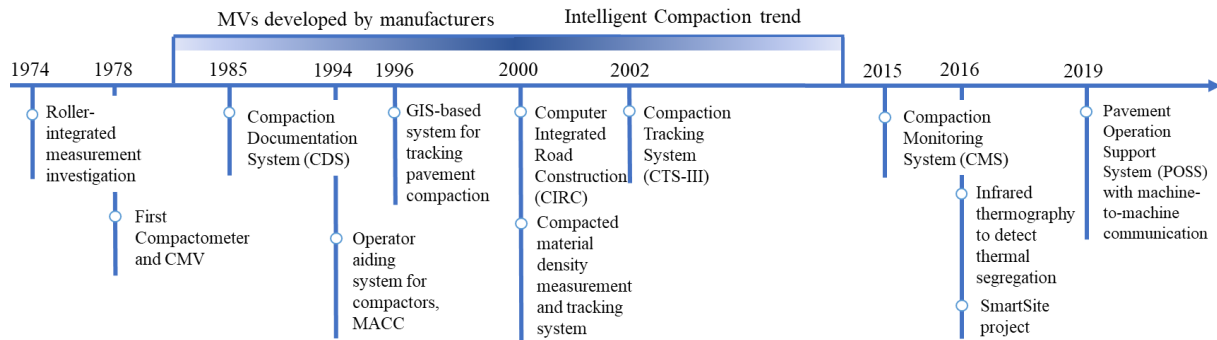 MVs developed by manufacturers
Intelligent Compaction trend
1974
1978
1985
1994
1996
2000
2002
2015
2016
2019
Roller-
integrated
measurement
investigation
First
Compactometer
and CMV
Compaction
Documentation
System (CDS)
Operator
aiding
system for
compactors,
MACC
GIS-based
system for
tracking
pavement
compaction
Computer
Integrated
Road
Construction
(CIRC)
Compacted
material
density
measurement
and tracking
system
Compaction
Tracking
System
(CTS-III)
Compaction
Monitoring
System (CMS)
Infrared
thermography
to detect
thermal
segregation
SmartSite
project
Pavement
Operation
Support
System (POSS)
with machine-
to-machine
communication